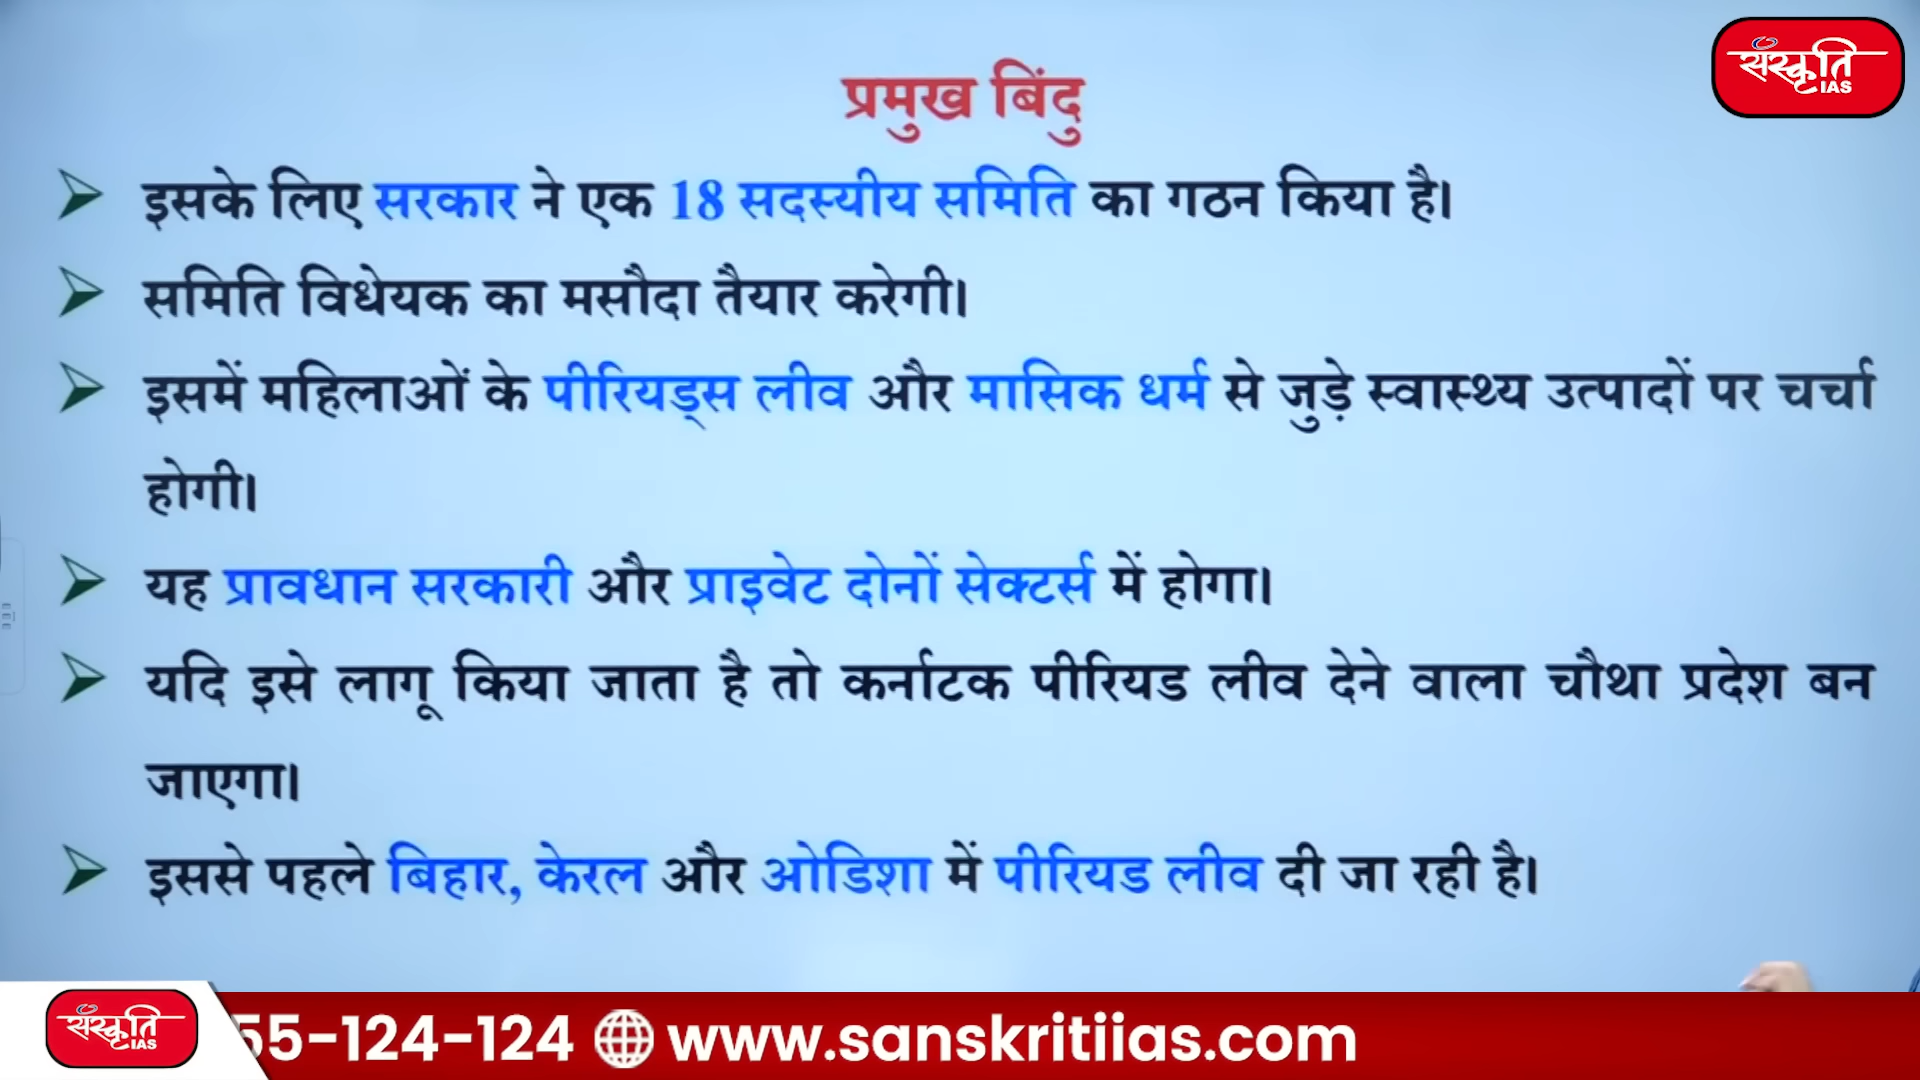 संस्कृति
IAS
प्रमुख बिंदु
इसके लिए सरकार ने एक 18 सदस्यीय समिति का गठन किया है।
समिति विधेयक का मसौदा तैयार करेगी।
इसमें महिलाओं के पीरियड्स लीव और मासिक धर्म से जुड़े स्वास्थ्य उत्पादों पर चर्चा
होगी।
यह प्रावधान सरकारी और प्राइवेट दोनों सेक्टर्स में होगा।
यदि इसे लागू किया जाता है तो कर्नाटक पीरियड लीव देने वाला चौथा प्रदेश बन
जाएगा।
इससे पहले बिहार, केरल और ओडिशा में पीरियड लीव दी जा रही है।
संस्कृति
IAS
55-124-124 www.sanskritiias.com